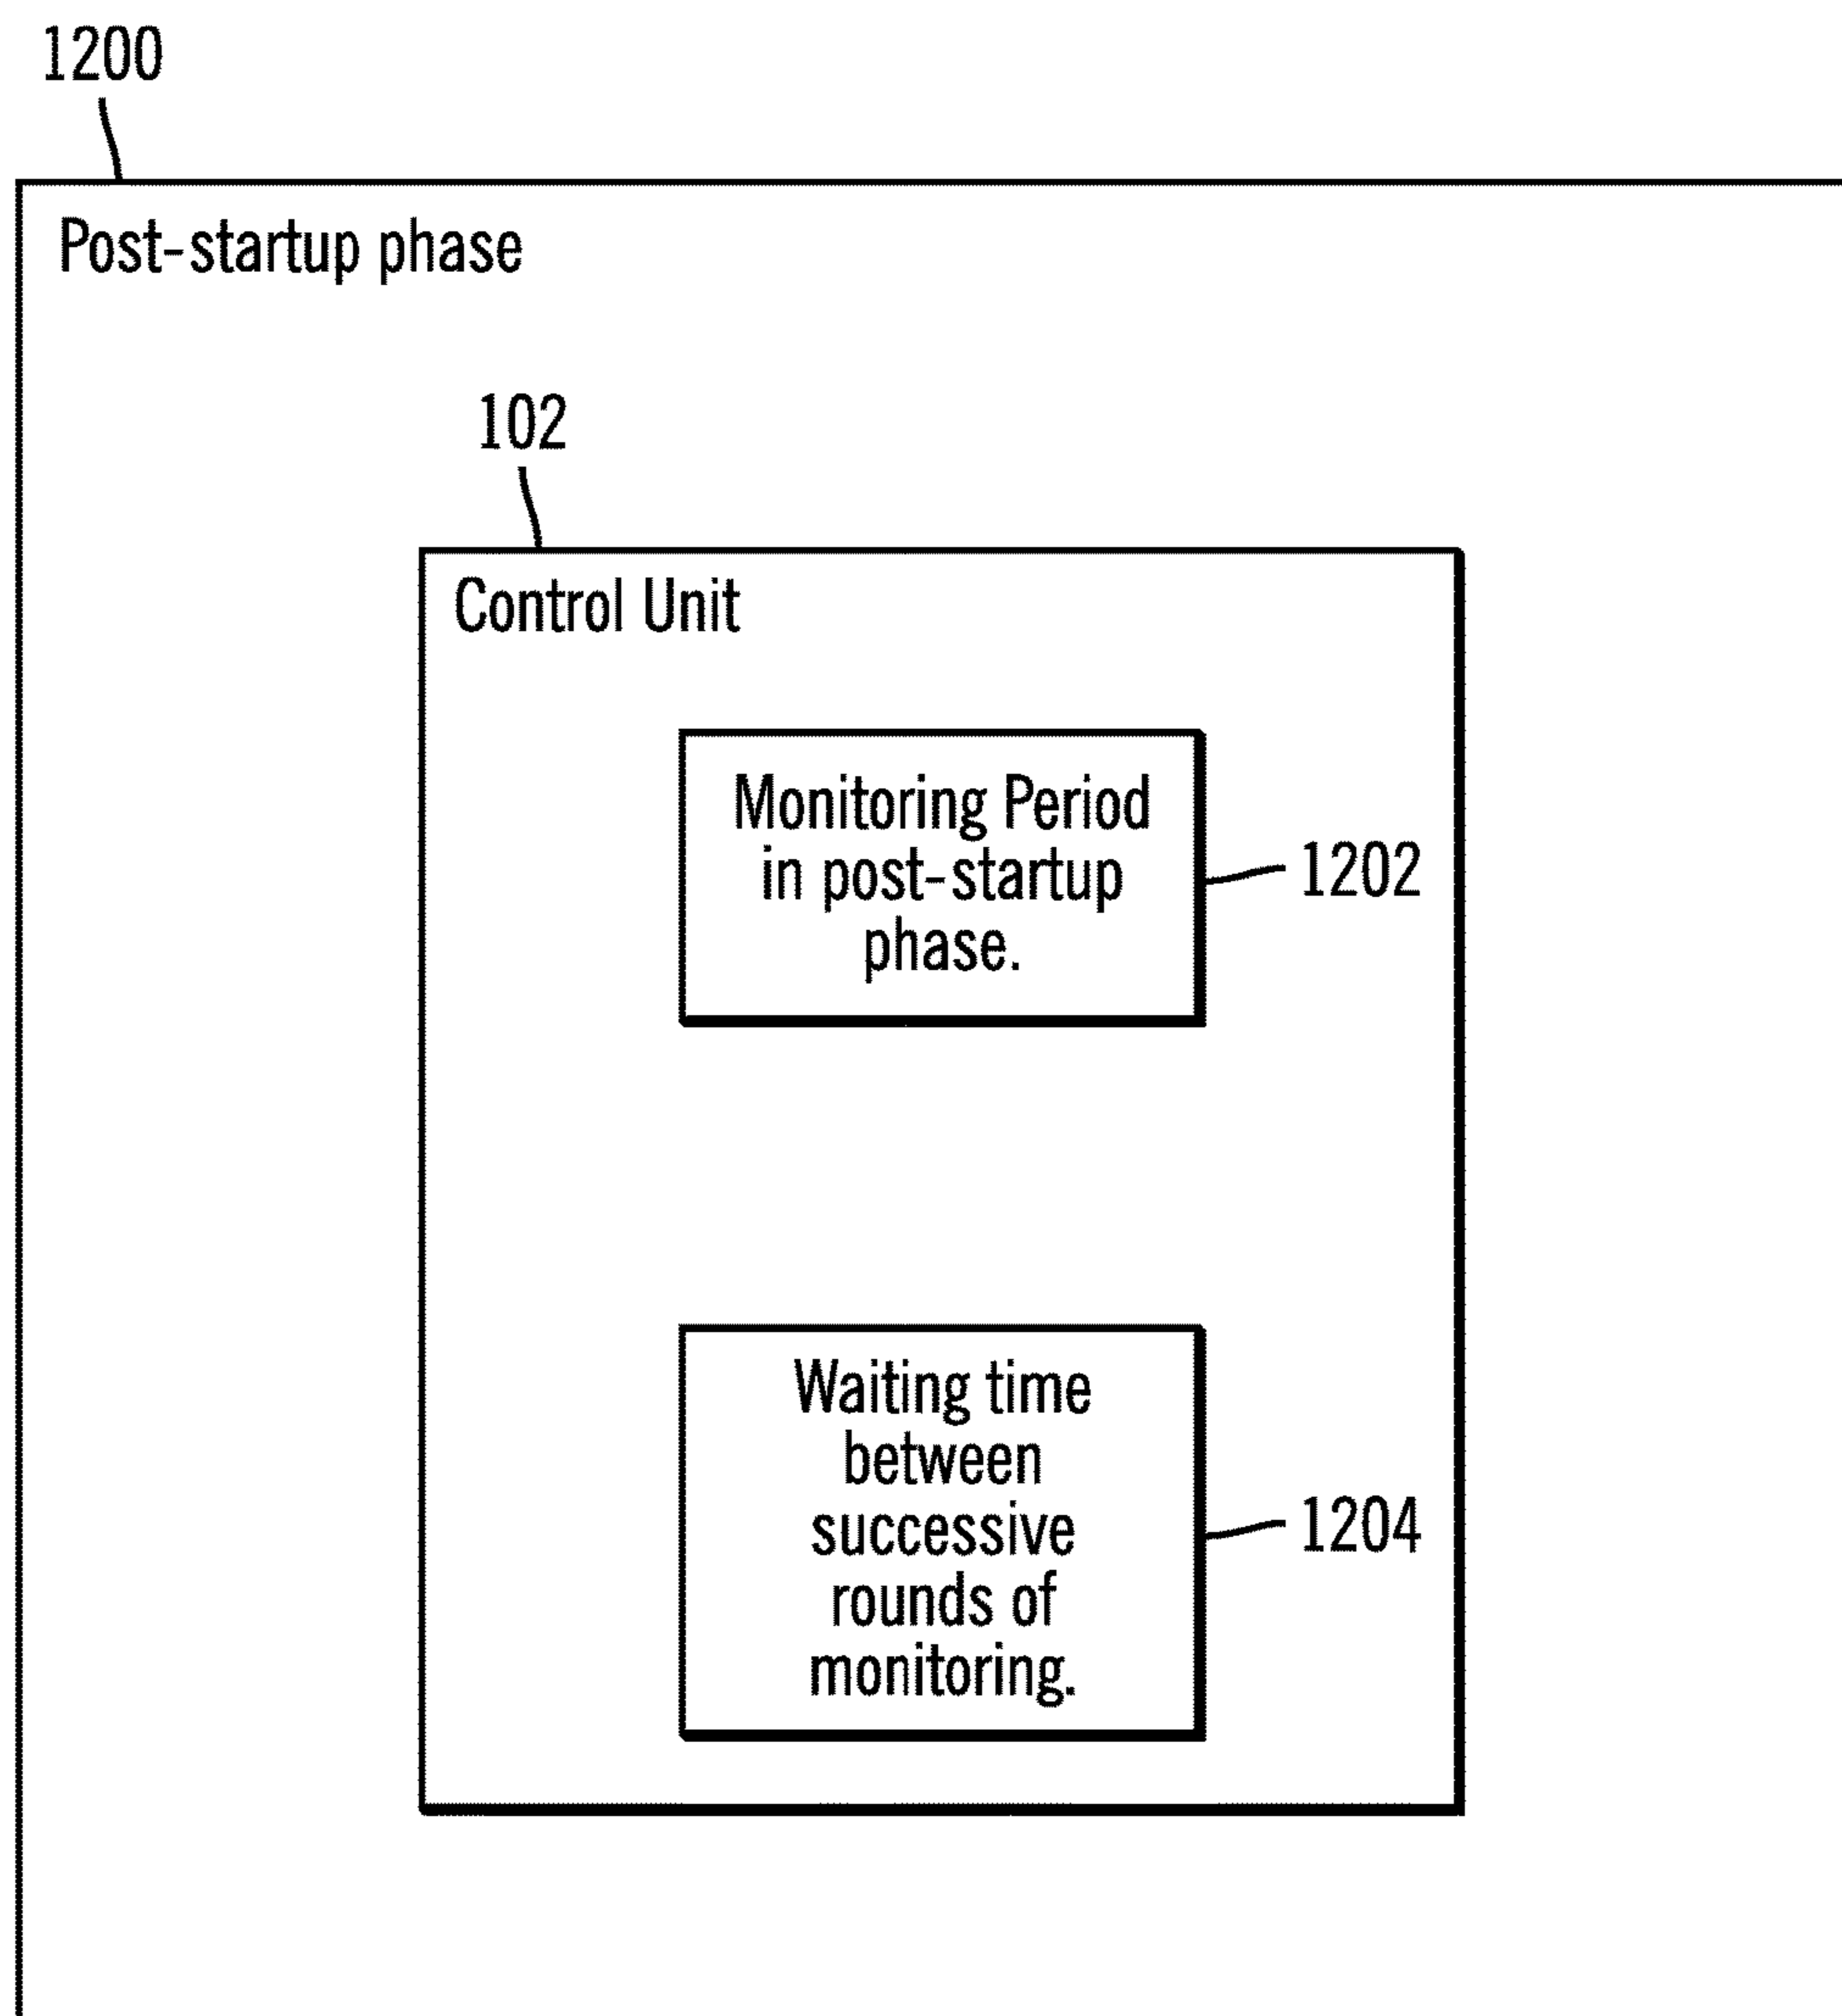 1200
Post-startup phase
102
Control Unit
Monitoring Period
in post-startup
phase.
1202
Waiting time
between
successive
rounds of
monitoring.
1204